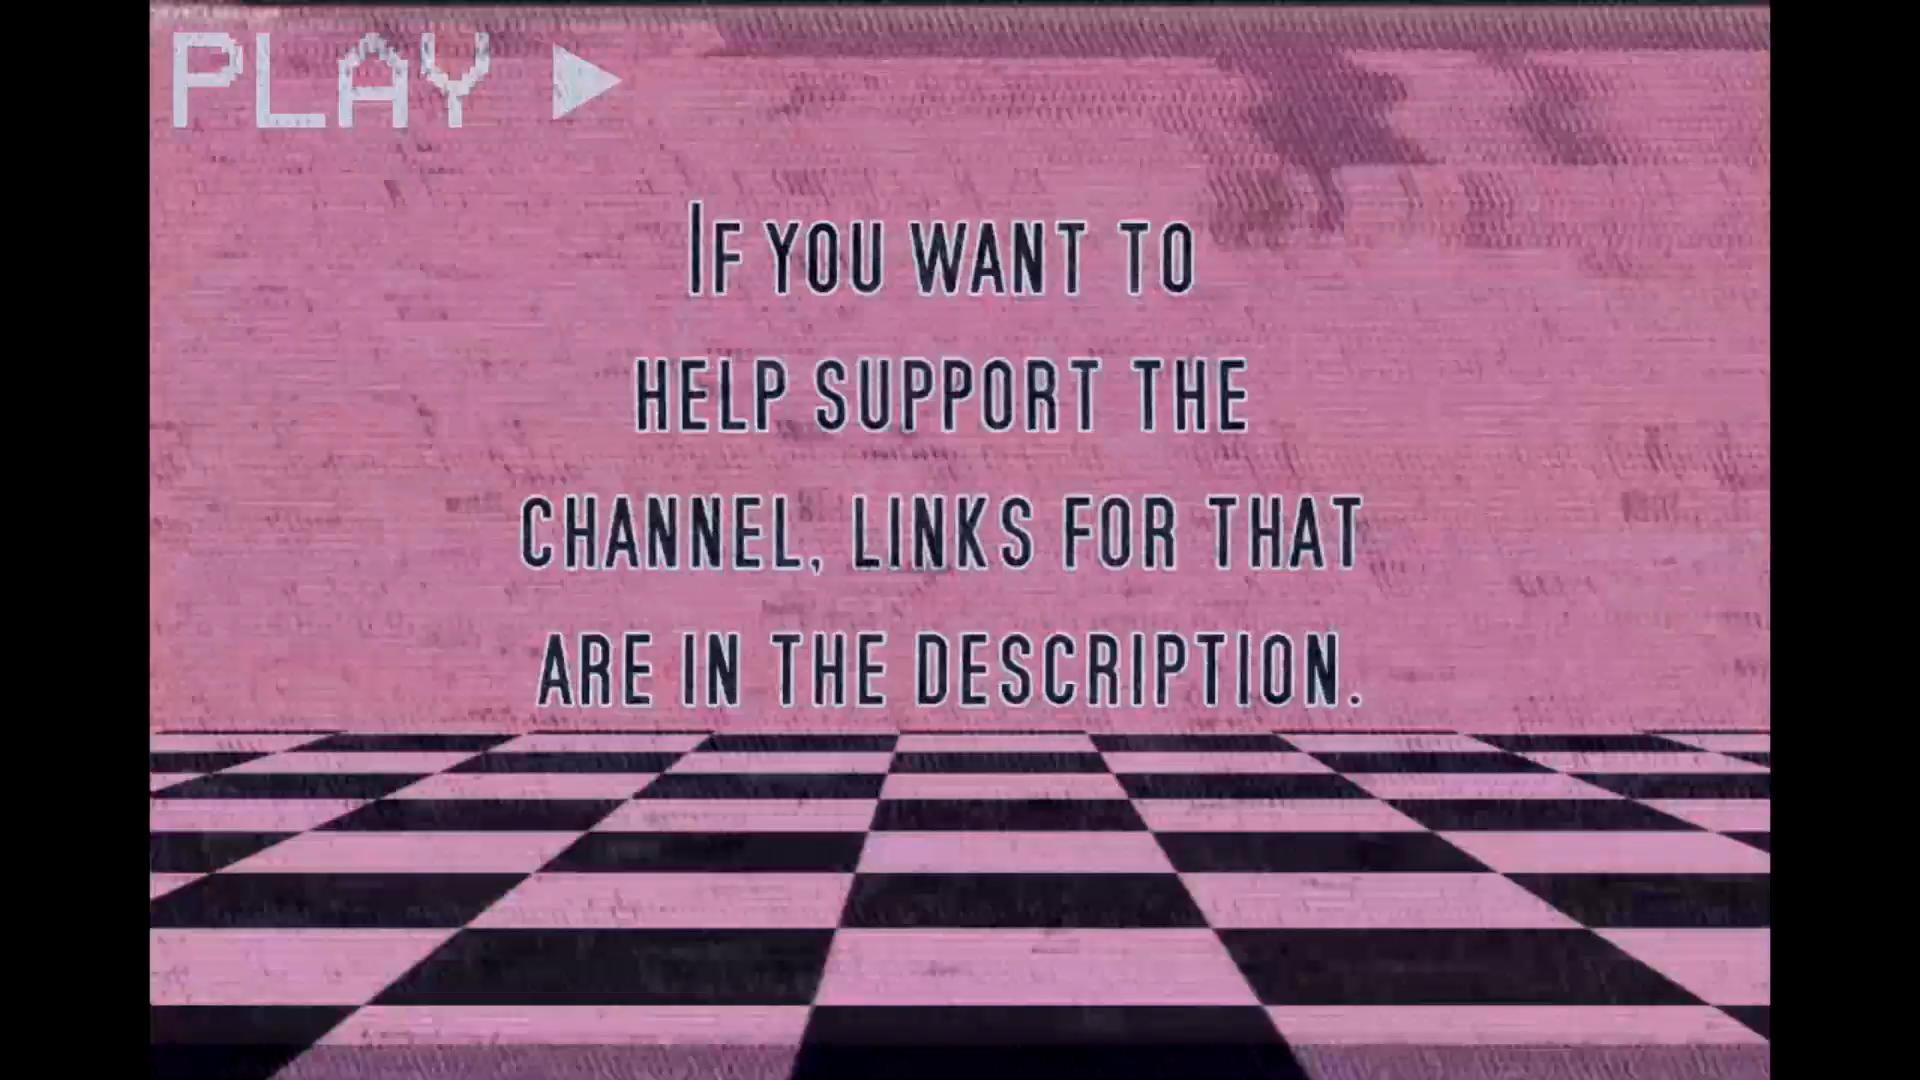 PLAY
IF YOU WANT TO
HELP SUPPORT THE
CHANNEL, LINKS FOR THAT
ARE IN THE DESCRIPTION.